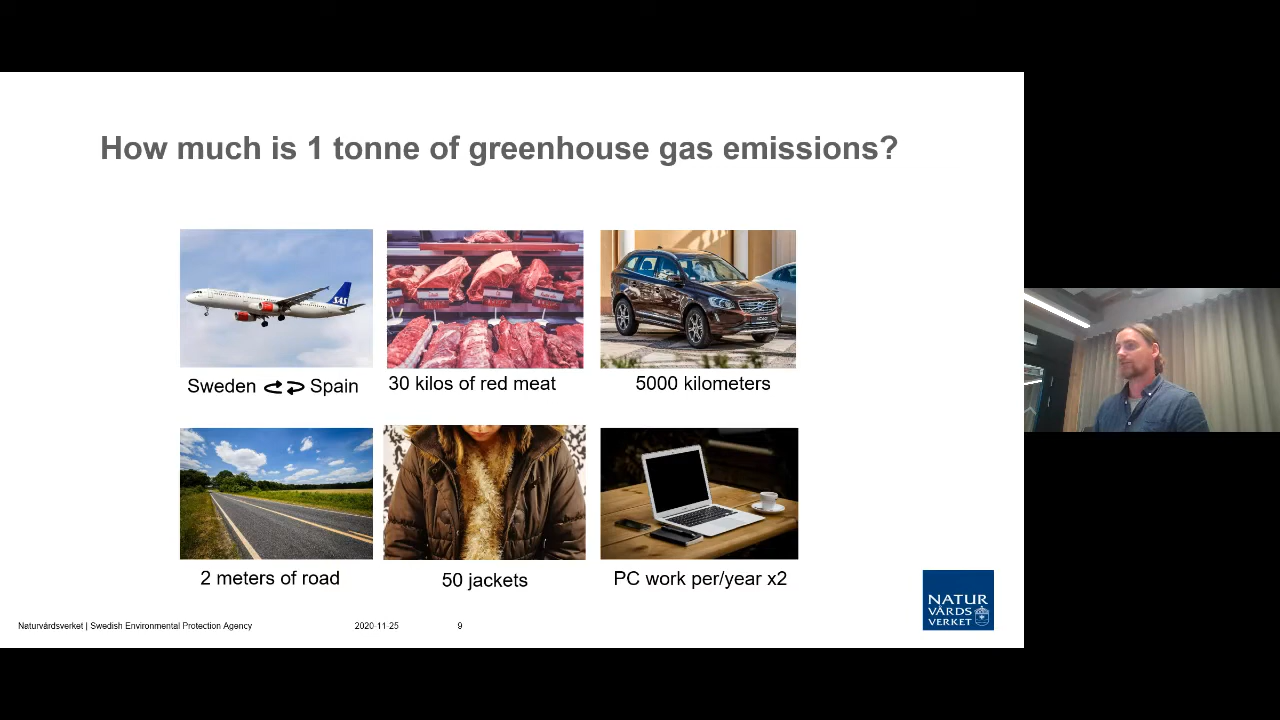 How much is 1 tonne of greenhouse gas emissions?
SAS
Sweden Spain
30 kilos of red meat
5000 kilometers
2 meters of road
50 jackets
PC work per/year x2
NATUR
VÅRDS
VERKET
Naturvårdsverket | Swedish Environmental Protection Agency
2020-11-25
9